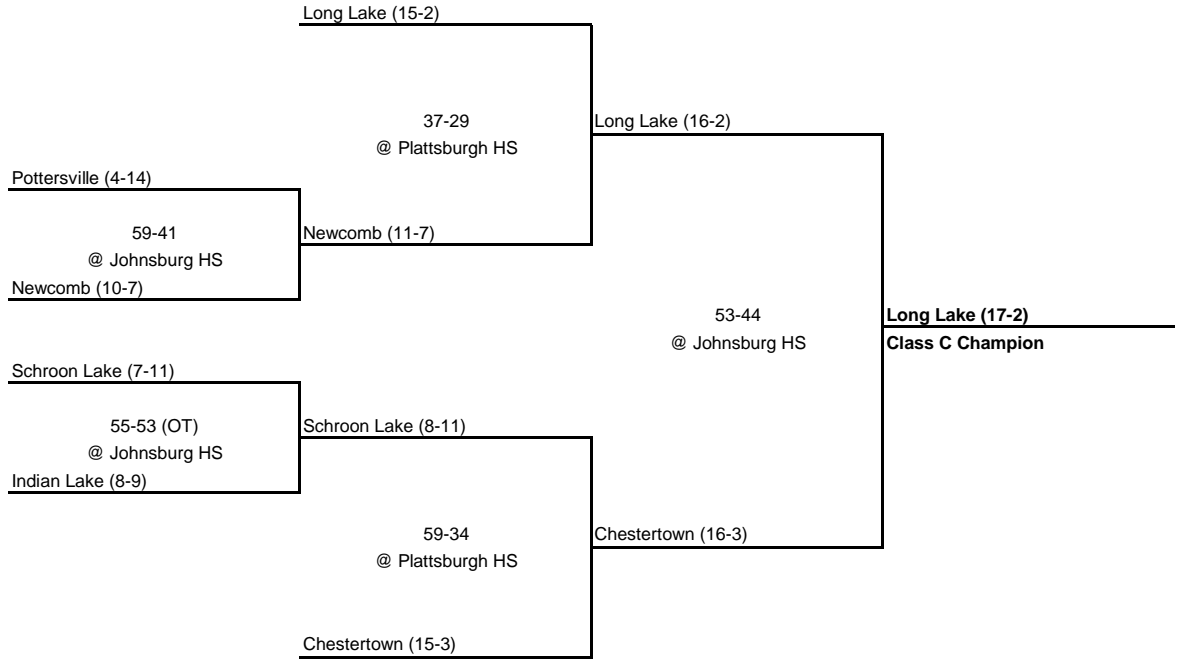 Long Lake (15-2)
37-29
@ Plattsburgh HS
Long Lake (16-2)
Pottersville (4-14)
59-41
@ Johnsburg HS
Newcomb (11-7)
Newcomb (10-7)
53-44
@ Johnsburg HS
Long Lake (17-2)
Class C Champion
Schroon Lake (7-11)
55-53 (OT)
@ Johnsburg HS
Schroon Lake (8-11)
Indian Lake (8-9)
59-34
@ Plattsburgh HS
Chestertown (16-3)
Chestertown (15-3)